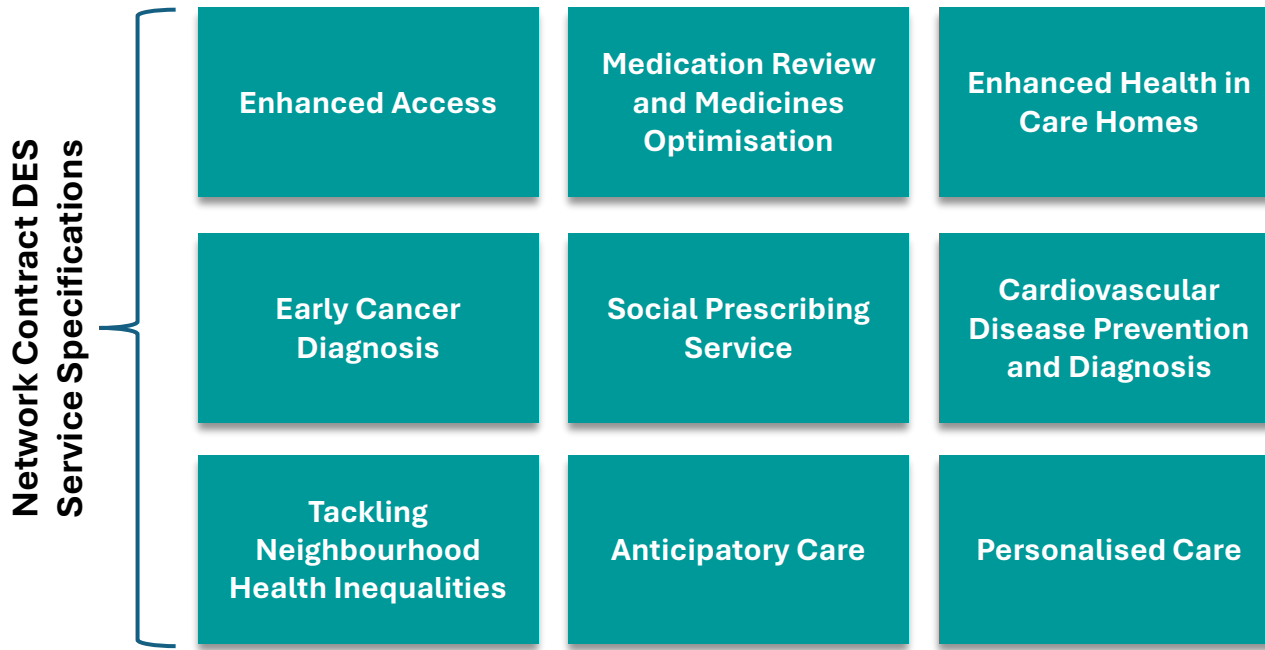 Network Contract DES
Service Specifications
Enhanced Access
Medication Review
and Medicines
Optimisation
Enhanced Health in
Care Homes
Early Cancer
Diagnosis
Social Prescribing
Service
Cardiovascular
Disease Prevention
and Diagnosis
Tackling
Neighbourhood
Health Inequalities
Anticipatory Care
Personalised Care